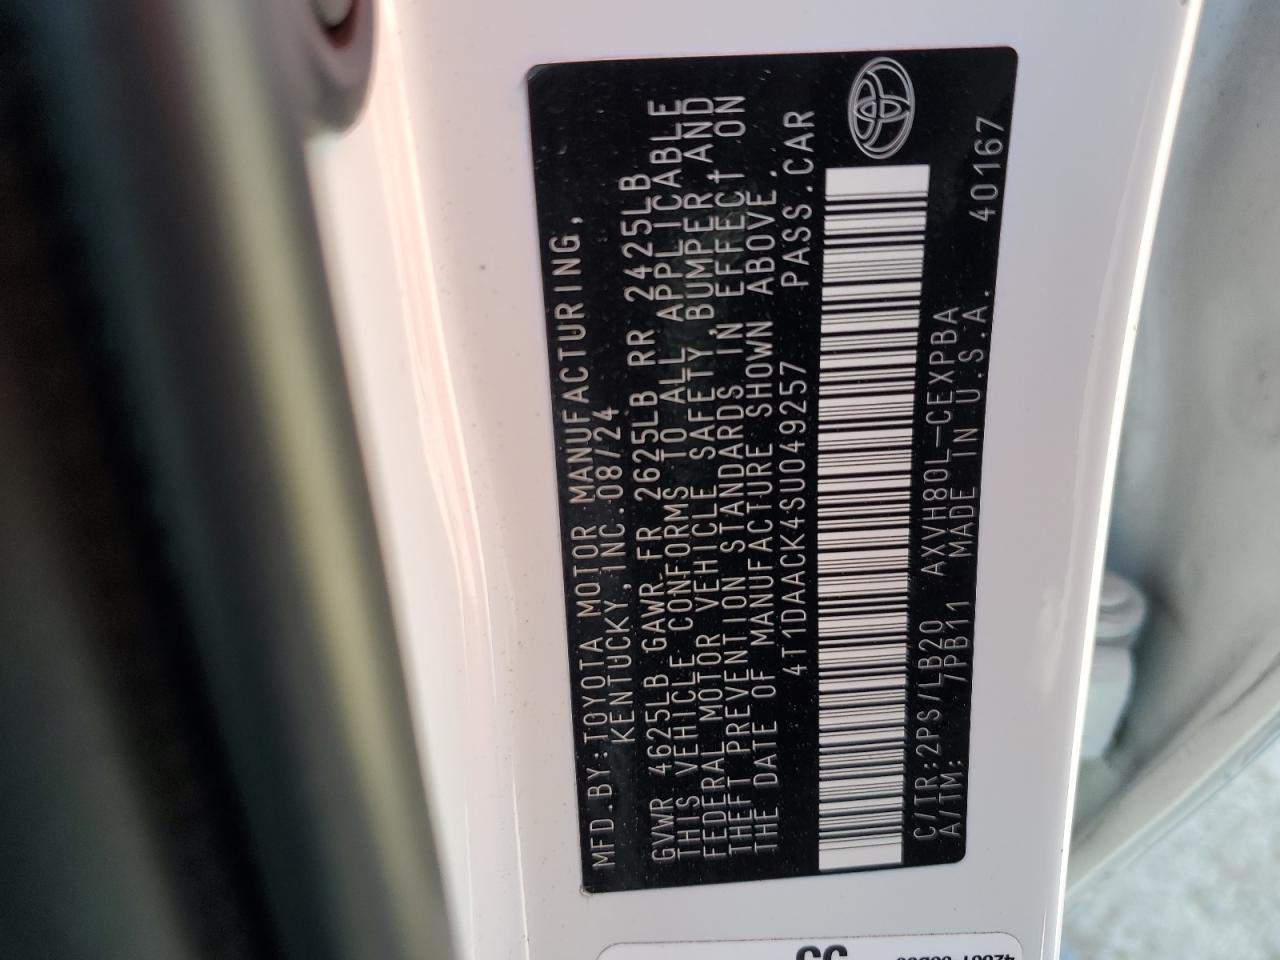 MFD.BY:TOYOTA MOTOR MANUFACTURING,
KENTUCKY, INC.08/24
GVWR 4625LB GAWR FR 2625LB RR 2425LB
THIS VEHICLE CONFORMS TO ALL APPLICABLE
FEDERAL MOTOR VEHICLE SAFETY,BUMPER AND
THEFT PREVENTION STANDARDS IN EFFECT ON
THE DATE OF MANUFACTURE SHOWN ABOVE.
4T1DAACK4SU049257 PASS.CAR
C/TR:2PS/LB20 AXVH80L-CEXPBA
A/TM: 7PB11 MADE IN U.S.A. 40167